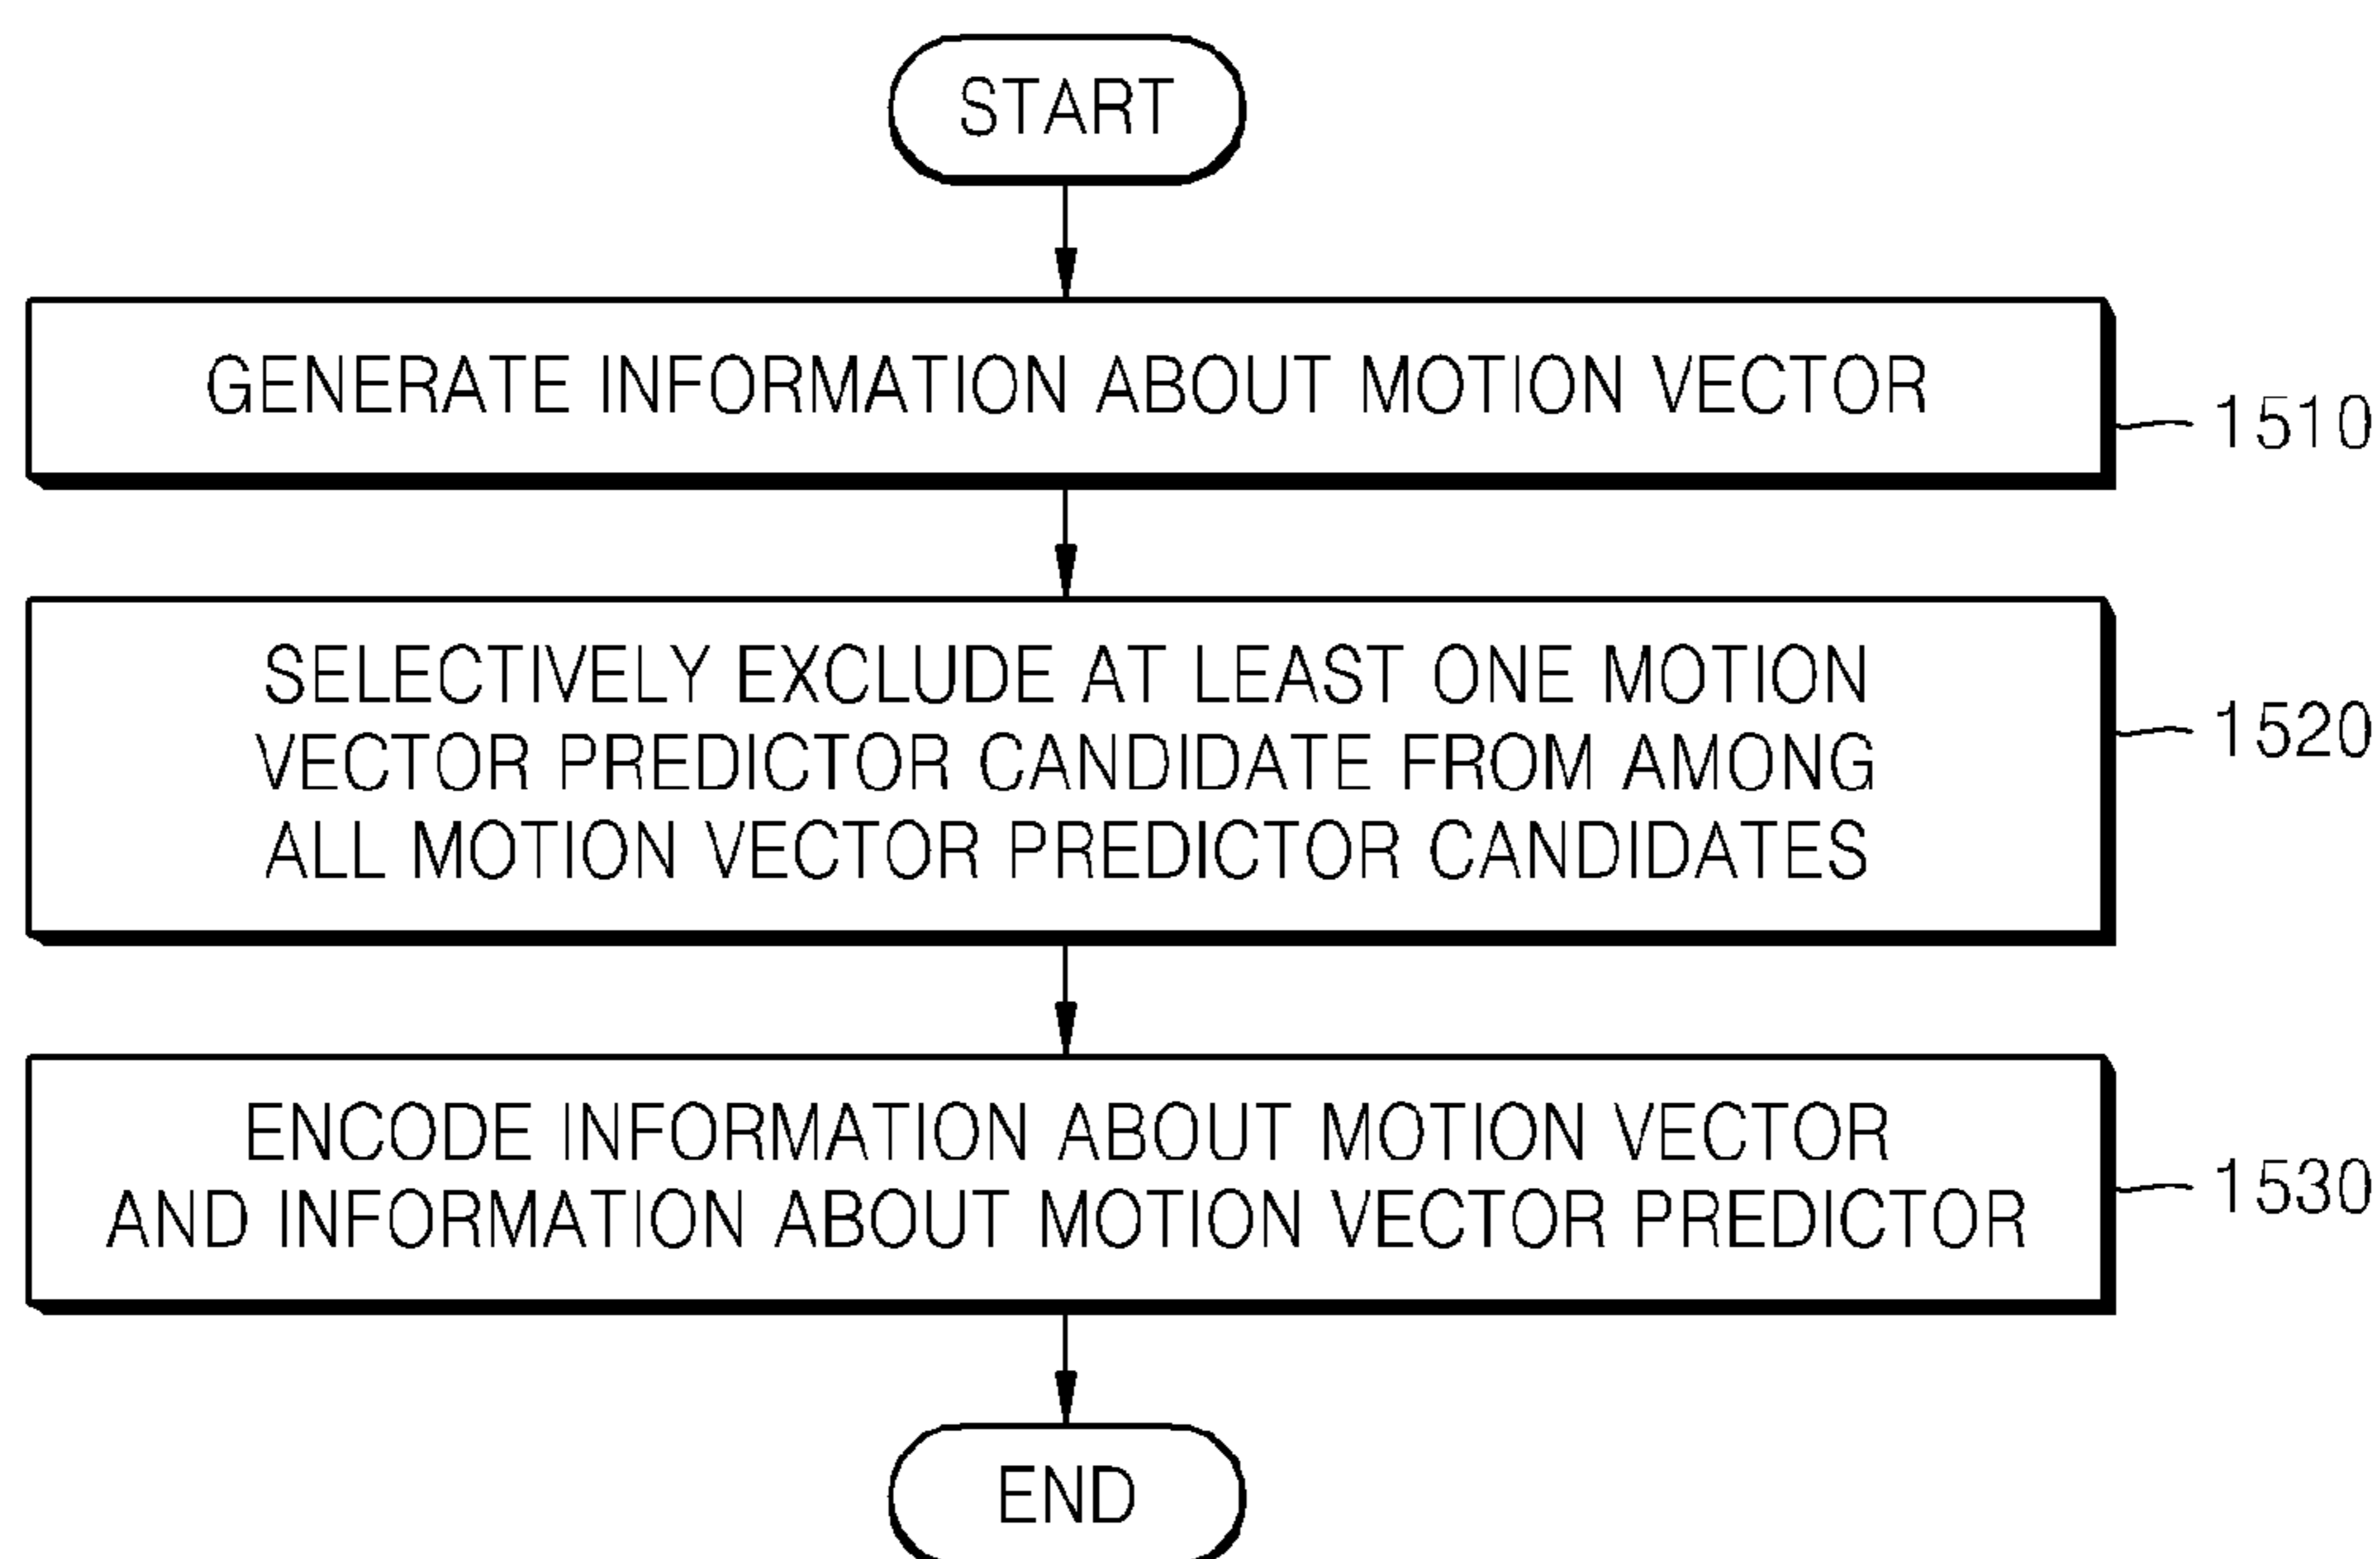 START
GENERATE INFORMATION ABOUT MOTION VECTOR
1510
SELECTIVELY EXCLUDE AT LEAST ONE MOTION
VECTOR PREDICTOR CANDIDATE FROM AMONG
ALL MOTION VECTOR PREDICTOR CANDIDATES
1520
ENCODE INFORMATION ABOUT MOTION VECTOR
AND INFORMATION ABOUT MOTION VECTOR PREDICTOR
1530
END